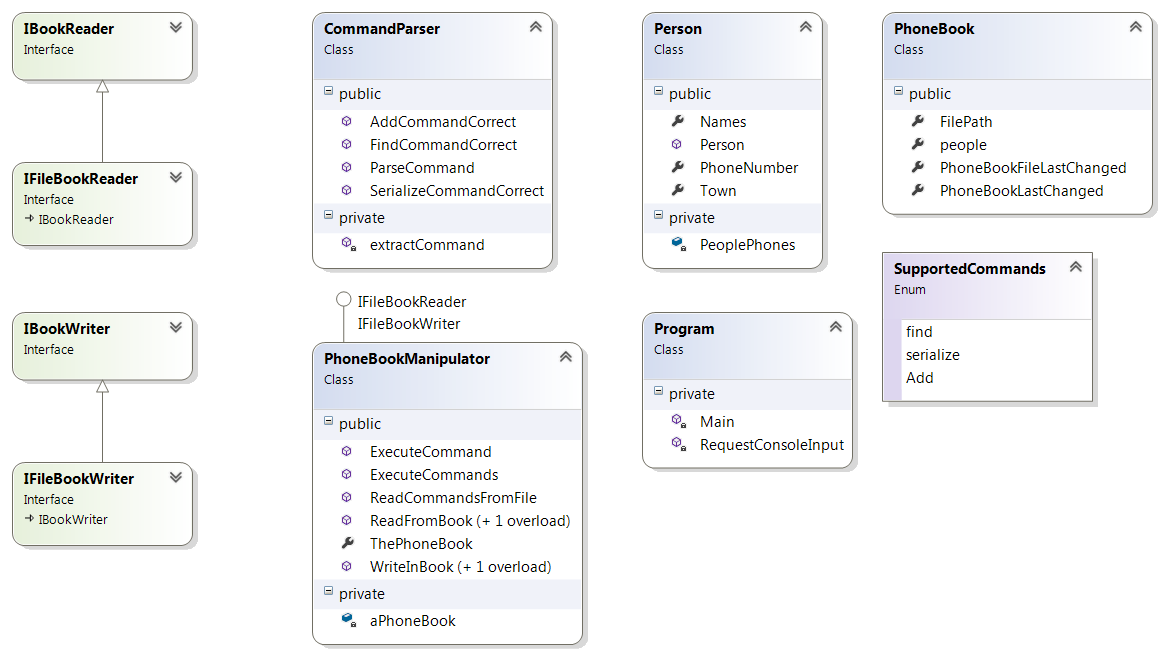 IBookReader
Interface
IFileBookReader
Interface
IBookReader
IBookWriter
Interface
IFileBookWriter
Interface
IBookWriter
CommandParser
Class
public
AddCommandCorrect
FindCommandCorrect
ParseCommand
SerializeCommandCorrect
private
extractCommand
IFileBookReader
IFileBookWriter
PhoneBookManipulator
Class
public
ExecuteCommand
ExecuteCommands
ReadCommandsFromFile
ReadFromBook (+ 1 overload)
ThePhoneBook
WriteInBook (+ 1 overload)
private
aPhoneBook
Person
Class
public
Names
Person
PhoneNumber
Town
private
PeoplePhones
Program
Class
private
Main
RequestConsoleInput
PhoneBook
Class
public
FilePath
people
PhoneBookFileLastChanged
PhoneBookLastChanged
SupportedCommands
Enum
find
serialize
Add